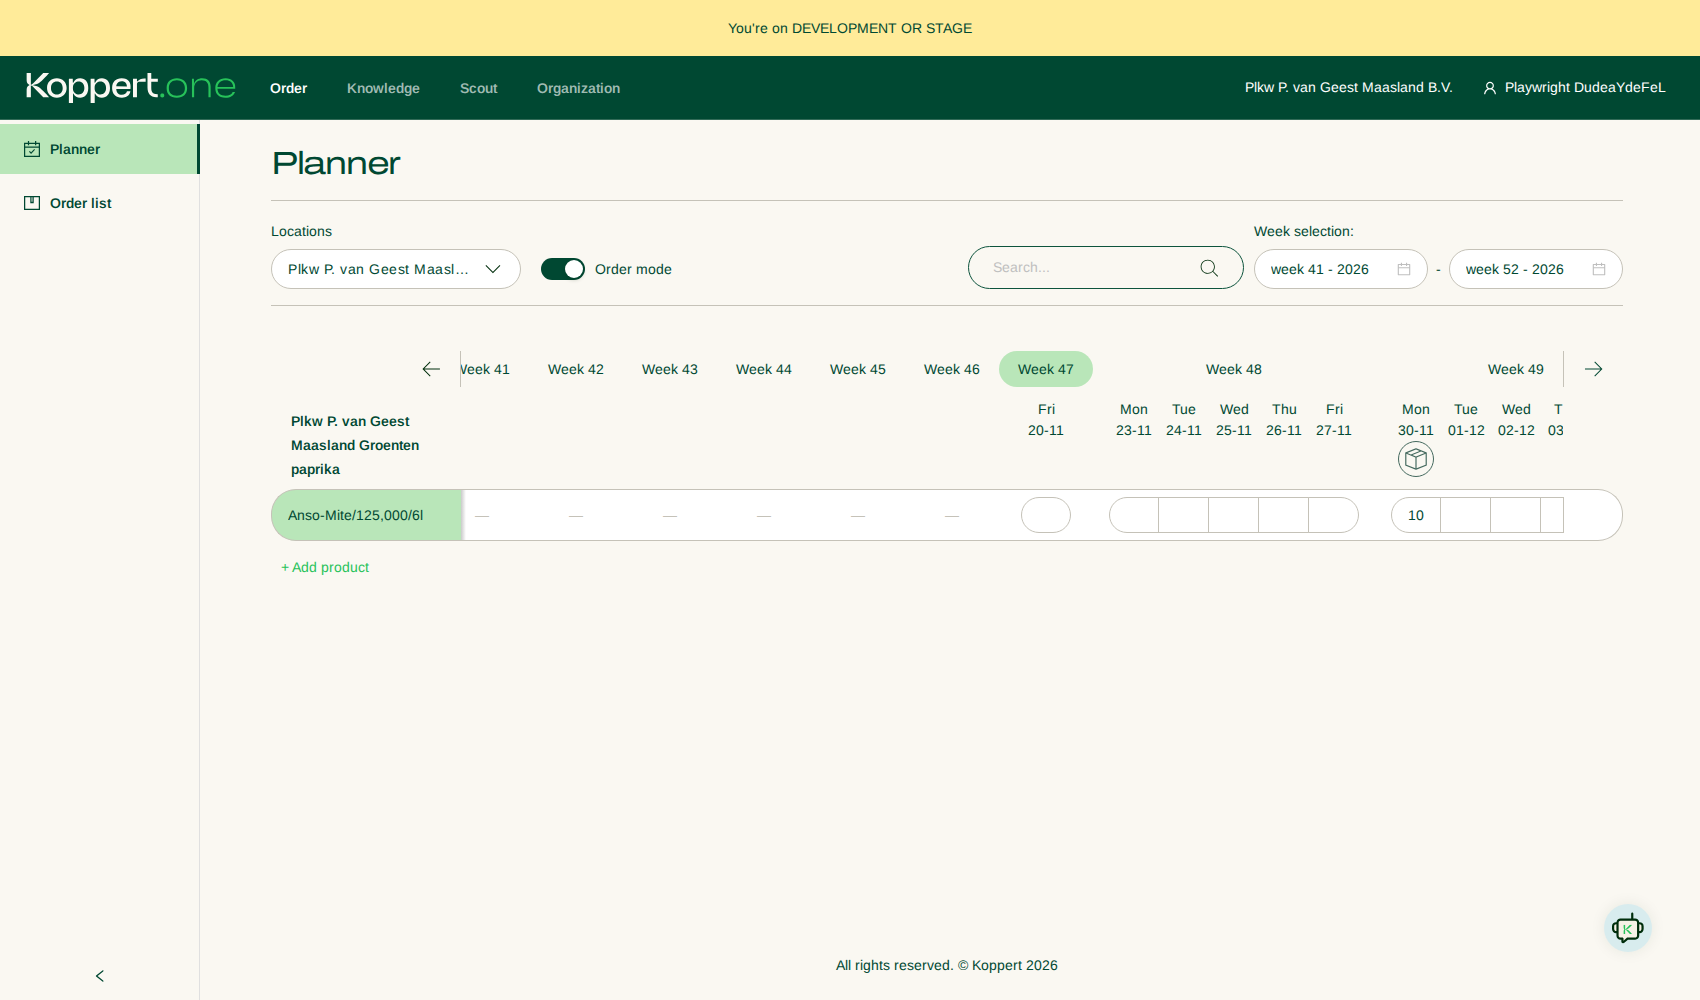 You're on DEVELOPMENT OR STAGE
Koppert.one
Order
Knowledge
Scout
Organization
Plkw P. van Geest Maasland B.V.
Playwright DudeaYdeFeL
Planner
Order list
Planner
Locations
Plkw P. van Geest Maasl...
Order mode
Search...
Week selection:
week 41 - 2026
-
week 52 - 2026
Week 41
Week 42
Week 43
Week 44
Week 45
Week 46
Week 47
Week 48
Week 49
Plkw P. van Geest
Maasland Groenten
paprika
Fri
20-11
Mon
23-11
Tue
24-11
Wed
25-11
Thu
26-11
Fri
27-11
Mon
30-11
Tue
01-12
Wed
02-12
T
03
Anso-Mite/125,000/6l
—
—
—
—
—
—
10
+ Add product
All rights reserved. © Koppert 2026